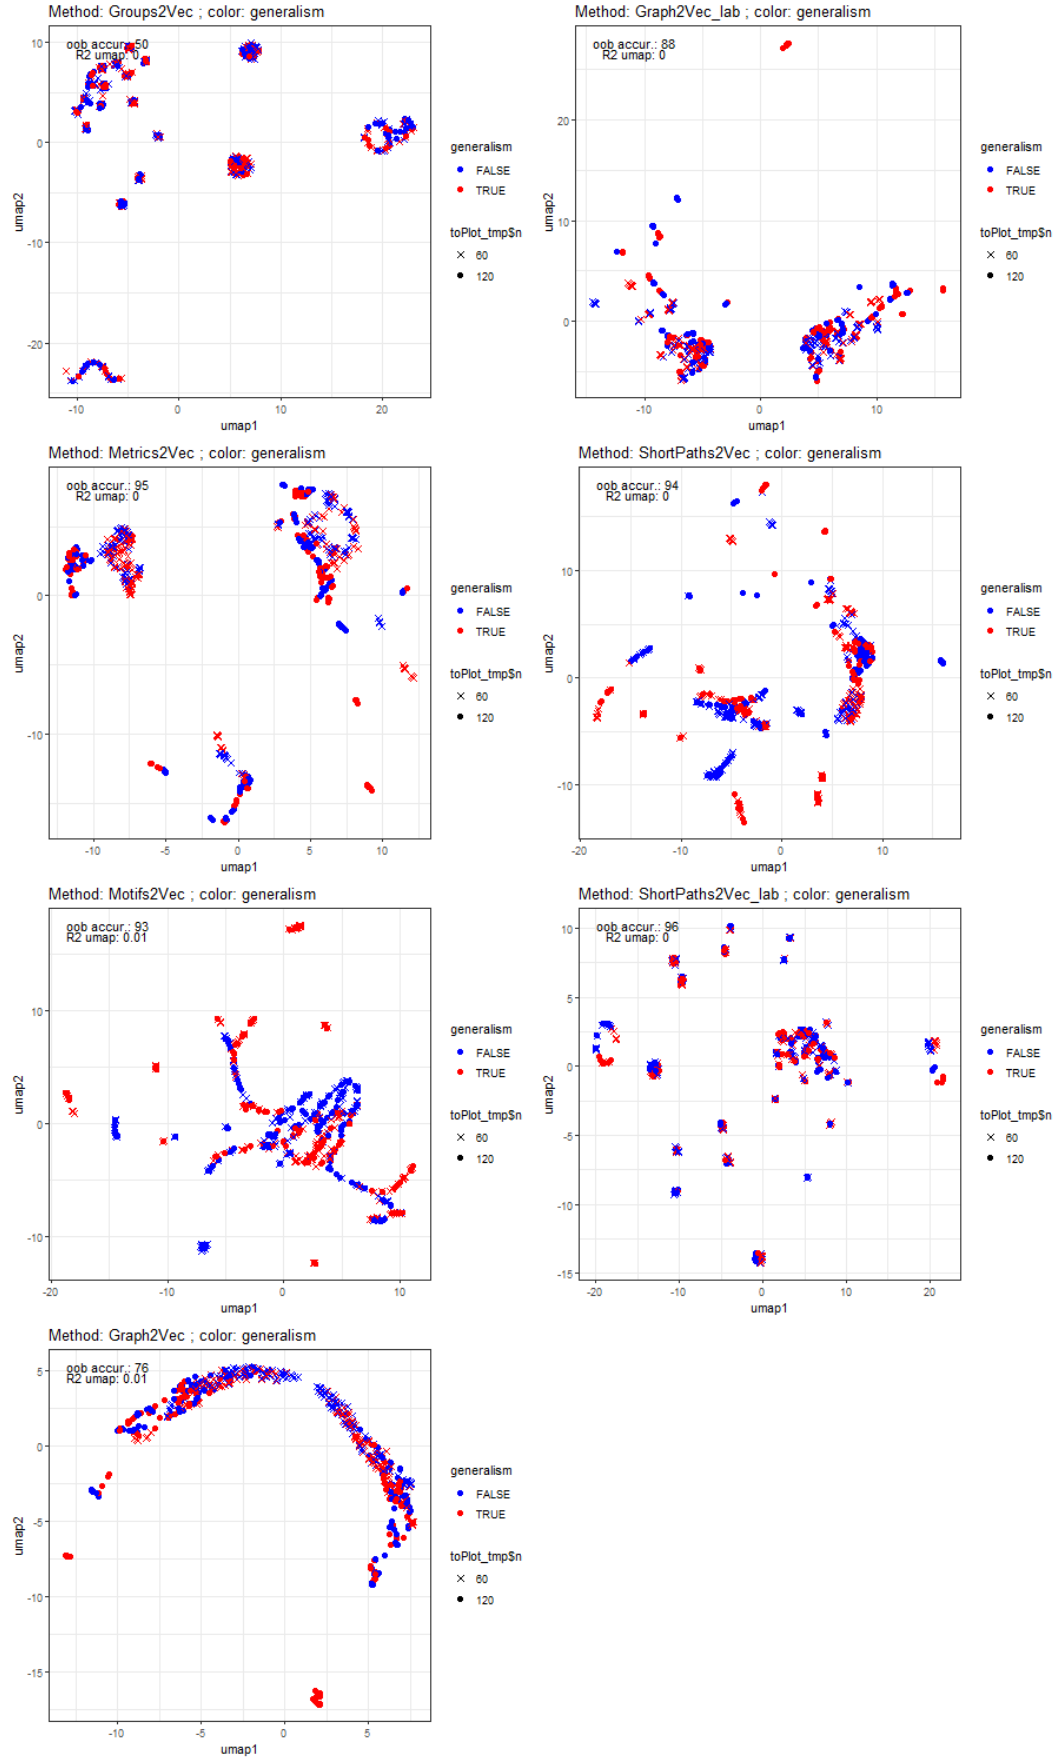 Method: Groups2Vec ; color: generalism
oob accur.: 50
R2 umap: 0
10
0
-10
-20
-10
0
10
20
umap1
umap2
generalism
FALSE
TRUE
toPlot_tmp$n
60
120
Method: Graph2Vec_lab ; color: generalism
oob accur.: 88
R2 umap: 0
20
10
0
-10
0
10
umap1
umap2
generalism
FALSE
TRUE
toPlot_tmp$n
60
120
Method: Metrics2Vec ; color: generalism
oob accur.: 95
R2 umap: 0
0
-10
-10
-5
0
5
10
umap1
umap2
generalism
FALSE
TRUE
toPlot_tmp$n
60
120
Method: ShortPaths2Vec ; color: generalism
oob accur.: 94
R2 umap: 0
10
0
-10
-20
-10
0
10
umap1
umap2
generalism
FALSE
TRUE
toPlot_tmp$n
60
120
Method: Motifs2Vec ; color: generalism
oob accur.: 93
R2 umap: 0.01
10
0
-10
-20
-10
0
10
umap1
umap2
generalism
FALSE
TRUE
toPlot_tmp$n
60
120
Method: ShortPaths2Vec_lab ; color: generalism
oob accur.: 96
R2 umap: 0
10
5
0
-5
-10
-15
-20
-10
0
10
20
umap1
umap2
generalism
FALSE
TRUE
toPlot_tmp$n
60
120
Method: Graph2Vec ; color: generalism
oob accur.: 76
R2 umap: 0.01
5
0
-5
-10
-15
-10
-5
0
5
umap1
umap2
generalism
FALSE
TRUE
toPlot_tmp$n
60
120